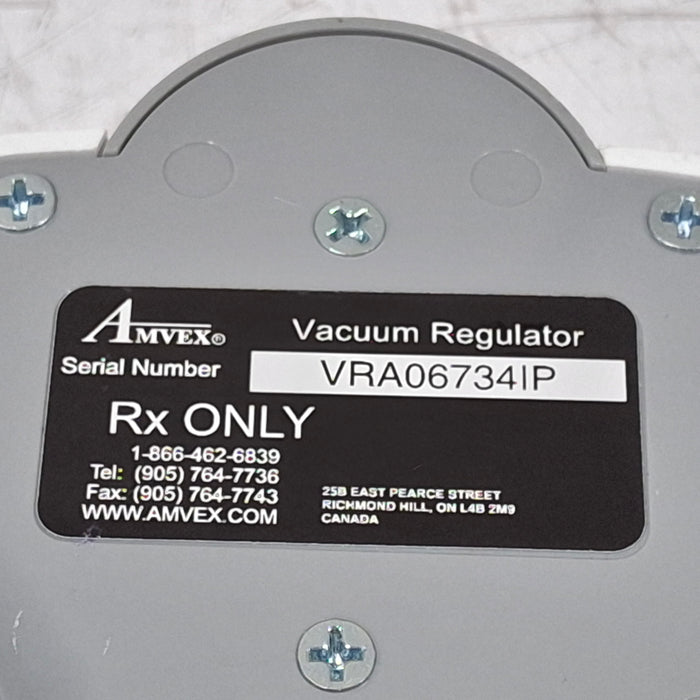 AMVEX®
Vacuum Regulator
Serial Number
VRA06734IP
Rx ONLY
1-866-462-6839
Tel: (905) 764-7736
Fax: (905) 764-7743
WWW.AMVEX.COM
25B EAST PEARCE STREET
RICHMOND HILL, ON L4B 2M9
CANADA